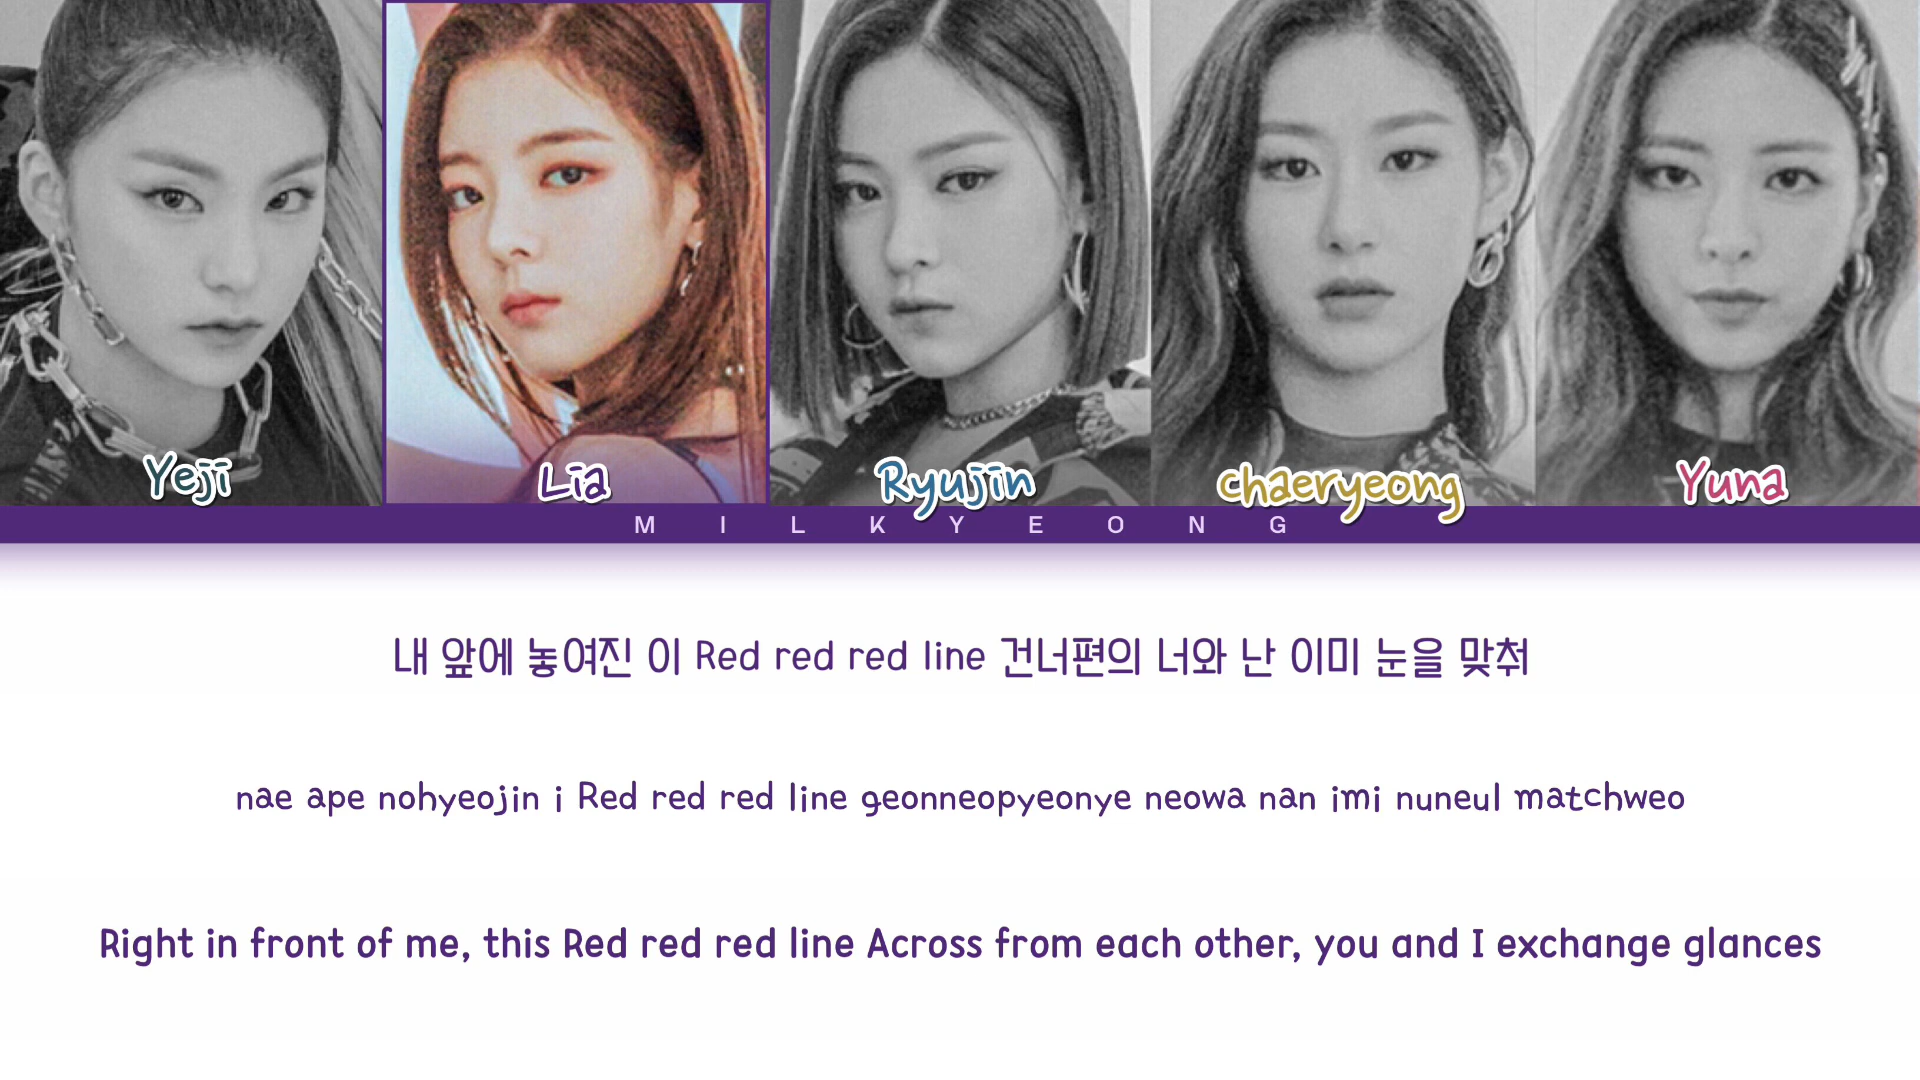 Yeji
Lia
Ryujin
chaeryeong
Yuna
MILKYEONG
내 앞에 놓여진 이 Red red red line 건너편의 너와 난 이미 눈을 맞춰
nae ape nohyeojin i Red red red line geonneopyeonye neowa nan imi nuneul matchweo
Right in front of me, this Red red red line Across from each other, you and I exchange glances